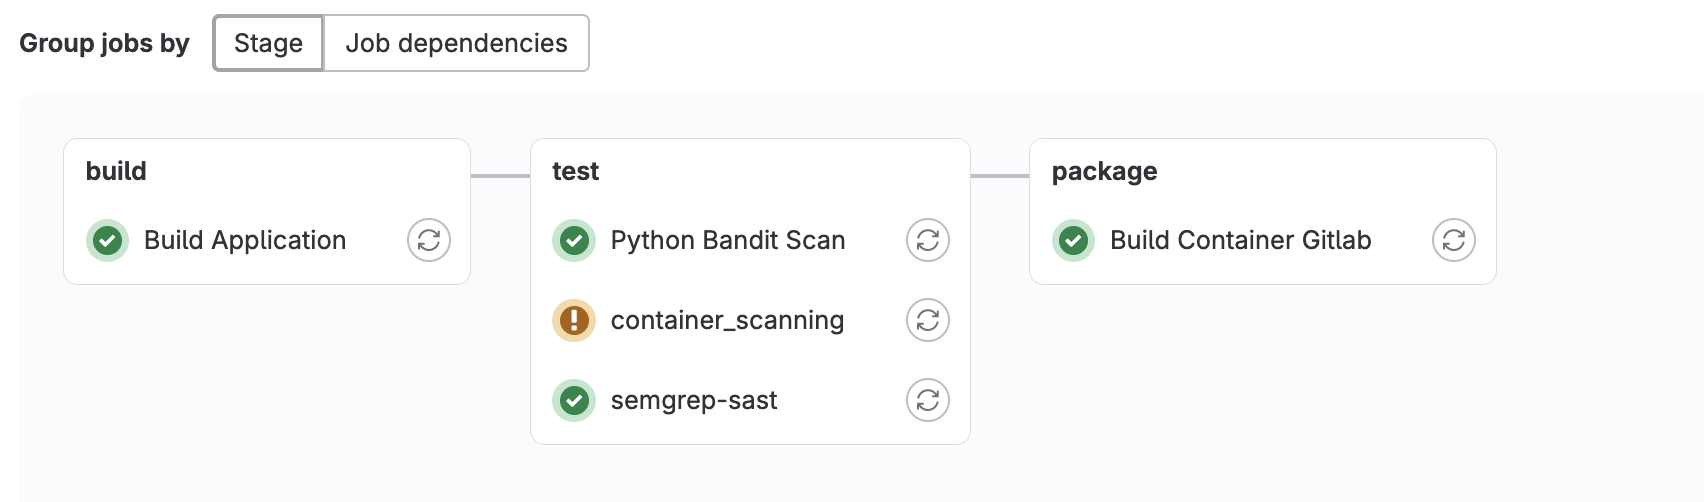 Group jobs by Stage Job dependencies
build
Build Application
test
Python Bandit Scan
container_scanning
semgrep-sast
package
Build Container Gitlab